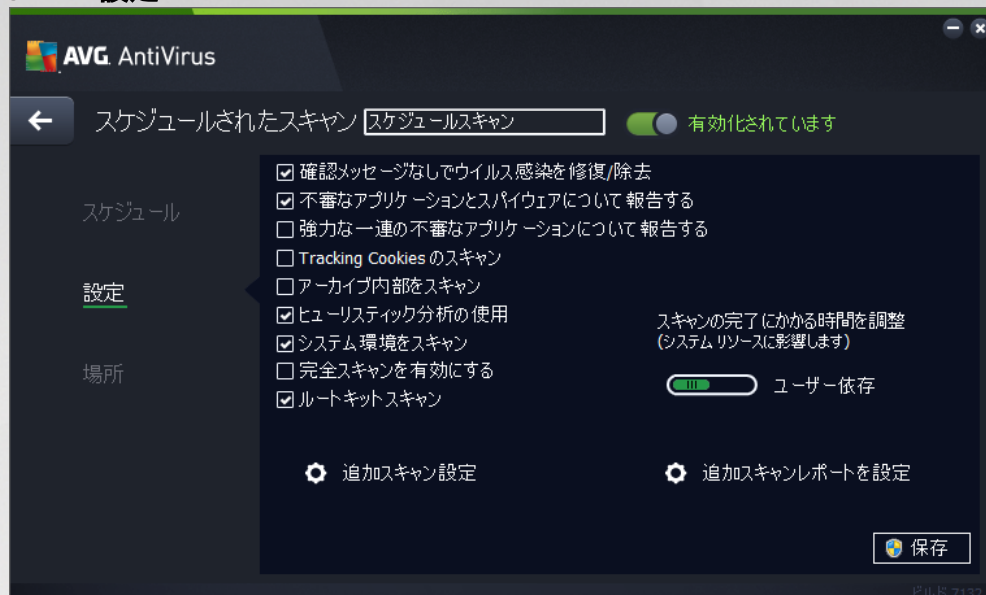 設定
AVG. AntiVirus
スケジュールされたスキャン スケジュールスキャン 有効化されています
スケジュール
設定
場所
確認メッセージなしでウイルス感染を修復/除去
不審なアプリケーションとスパイウェアについて報告する
強力な一連の不審なアプリケーションについて報告する
Tracking Cookies のスキャン
アーカイブ内部をスキャン
ヒューリスティック分析の使用
システム環境をスキャン
完全スキャンを有効にする
ルートキットスキャン
スキャンの完了にかかる時間を調整
(システム リソースに影響します)
ユーザー依存
追加スキャン設定
追加スキャンレポートを設定
保存
ビルド 7132